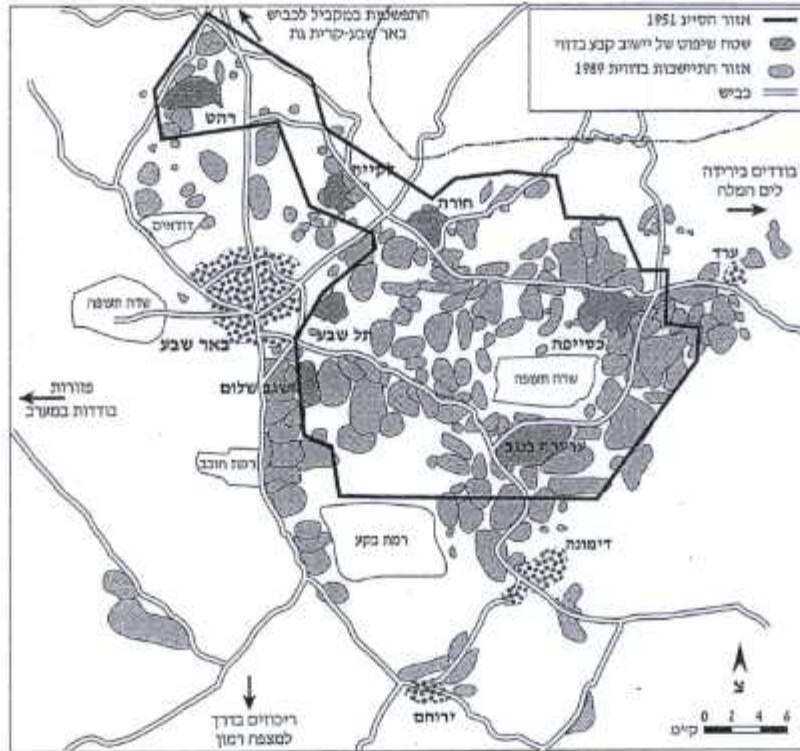 אזור הסייג 1951
שטח שיפוט של יישוב קבע בדווי
אזור התיישבות בדווית 1989
כביש
התפשטות במקביל לכביש
באר שבע-קרית גת
רהט
לקייה
חורה
בודדים בירידה
לים המלח
ערד
דודאים
שדה תעופה
באר שבע
תל שבע
כסייפה
שדה תעופה
פזורות
בודדות במערב
שגב שלום
ערערה בנגב
רמת חובב
רמת בקע
דימונה
ירוחם
ריכוזים בדרך
למצפה רמון
צ
0 2 4 6
ק"מ